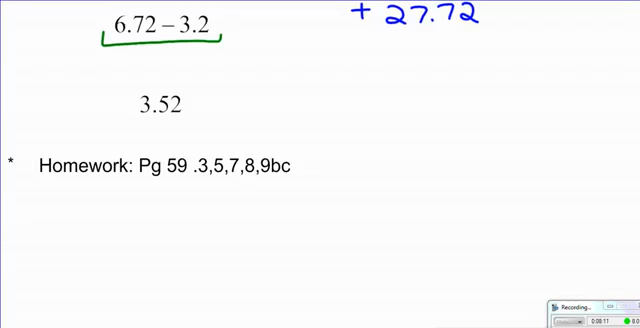 + 27.72
6.72 – 3.2
3.52
* Homework: Pg 59 .3,5,7,8,9bc
Recording...
0:08:11